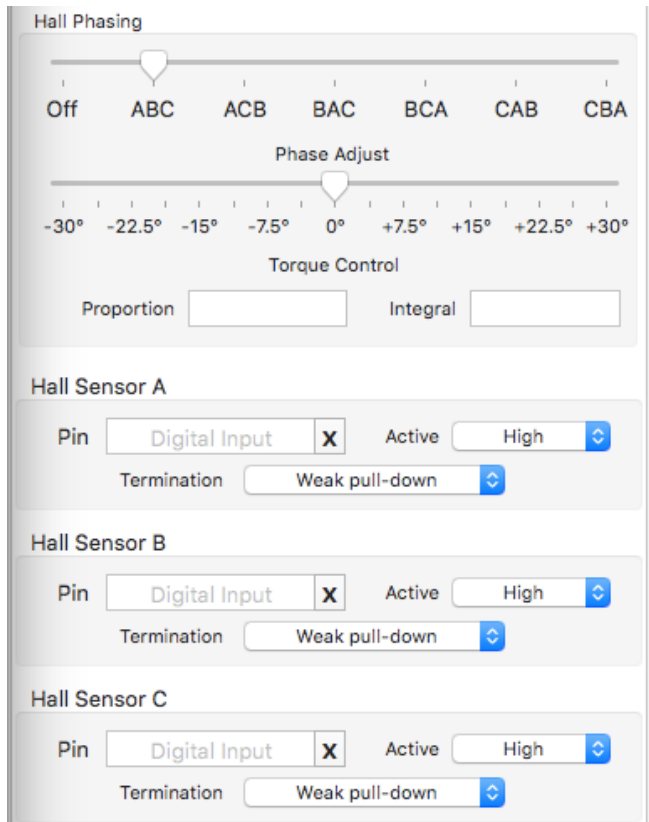 Hall Phasing
Off ABC ACB BAC BCA CAB CBA
Phase Adjust
-30° -22.5° -15° -7.5° 0° +7.5° +15° +22.5° +30°
Torque Control
Proportion Integral
Hall Sensor A
Pin Digital Input X Active High
Termination Weak pull-down
Hall Sensor B
Pin Digital Input X Active High
Termination Weak pull-down
Hall Sensor C
Pin Digital Input X Active High
Termination Weak pull-down